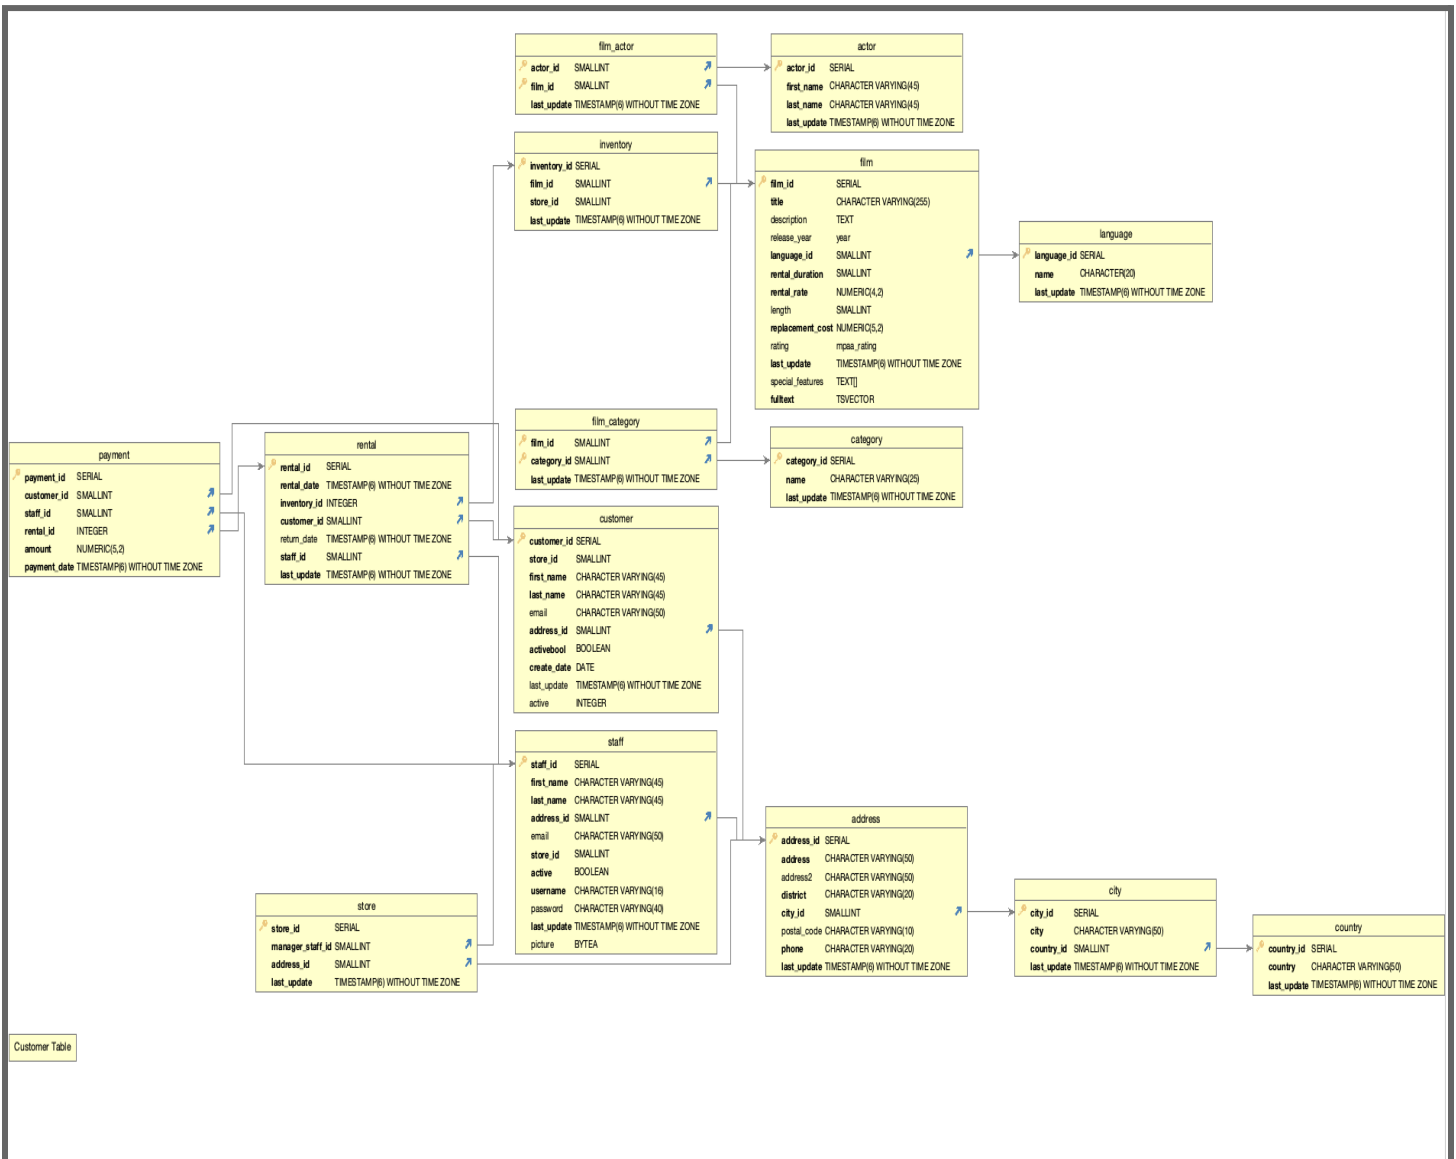 film_actor
actor_id SMALLINT
film_id SMALLINT
last_update TIMESTAMP(6) WITHOUT TIME ZONE
actor
actor_id SERIAL
first_name CHARACTER VARYING(45)
last_name CHARACTER VARYING(45)
last_update TIMESTAMP(6) WITHOUT TIME ZONE
inventory
inventory_id SERIAL
film_id SMALLINT
store_id SMALLINT
last_update TIMESTAMP(6) WITHOUT TIME ZONE
film
film_id SERIAL
title CHARACTER VARYING(255)
description TEXT
release_year year
language_id SMALLINT
rental_duration SMALLINT
rental_rate NUMERIC(4,2)
length SMALLINT
replacement_cost NUMERIC(5,2)
rating mpaa_rating
last_update TIMESTAMP(6) WITHOUT TIME ZONE
special_features TEXT[]
fulltext TSVECTOR
language
language_id SERIAL
name CHARACTER(20)
last_update TIMESTAMP(6) WITHOUT TIME ZONE
film_category
film_id SMALLINT
category_id SMALLINT
last_update TIMESTAMP(6) WITHOUT TIME ZONE
category
category_id SERIAL
name CHARACTER VARYING(25)
last_update TIMESTAMP(6) WITHOUT TIME ZONE
payment
payment_id SERIAL
customer_id SMALLINT
staff_id SMALLINT
rental_id INTEGER
amount NUMERIC(5,2)
payment_date TIMESTAMP(6) WITHOUT TIME ZONE
rental
rental_id SERIAL
rental_date TIMESTAMP(6) WITHOUT TIME ZONE
inventory_id INTEGER
customer_id SMALLINT
return_date TIMESTAMP(6) WITHOUT TIME ZONE
staff_id SMALLINT
last_update TIMESTAMP(6) WITHOUT TIME ZONE
customer
customer_id SERIAL
store_id SMALLINT
first_name CHARACTER VARYING(45)
last_name CHARACTER VARYING(45)
email CHARACTER VARYING(50)
address_id SMALLINT
activebool BOOLEAN
create_date DATE
last_update TIMESTAMP(6) WITHOUT TIME ZONE
active INTEGER
staff
staff_id SERIAL
first_name CHARACTER VARYING(45)
last_name CHARACTER VARYING(45)
address_id SMALLINT
email CHARACTER VARYING(50)
store_id SMALLINT
active BOOLEAN
username CHARACTER VARYING(16)
password CHARACTER VARYING(40)
last_update TIMESTAMP(6) WITHOUT TIME ZONE
picture BYTEA
address
address_id SERIAL
address CHARACTER VARYING(50)
address2 CHARACTER VARYING(50)
district CHARACTER VARYING(20)
city_id SMALLINT
postal_code CHARACTER VARYING(10)
phone CHARACTER VARYING(20)
last_update TIMESTAMP(6) WITHOUT TIME ZONE
store
store_id SERIAL
manager_staff_id SMALLINT
address_id SMALLINT
last_update TIMESTAMP(6) WITHOUT TIME ZONE
city
city_id SERIAL
city CHARACTER VARYING(50)
country_id SMALLINT
last_update TIMESTAMP(6) WITHOUT TIME ZONE
country
country_id SERIAL
country CHARACTER VARYING(50)
last_update TIMESTAMP(6) WITHOUT TIME ZONE
Customer Table